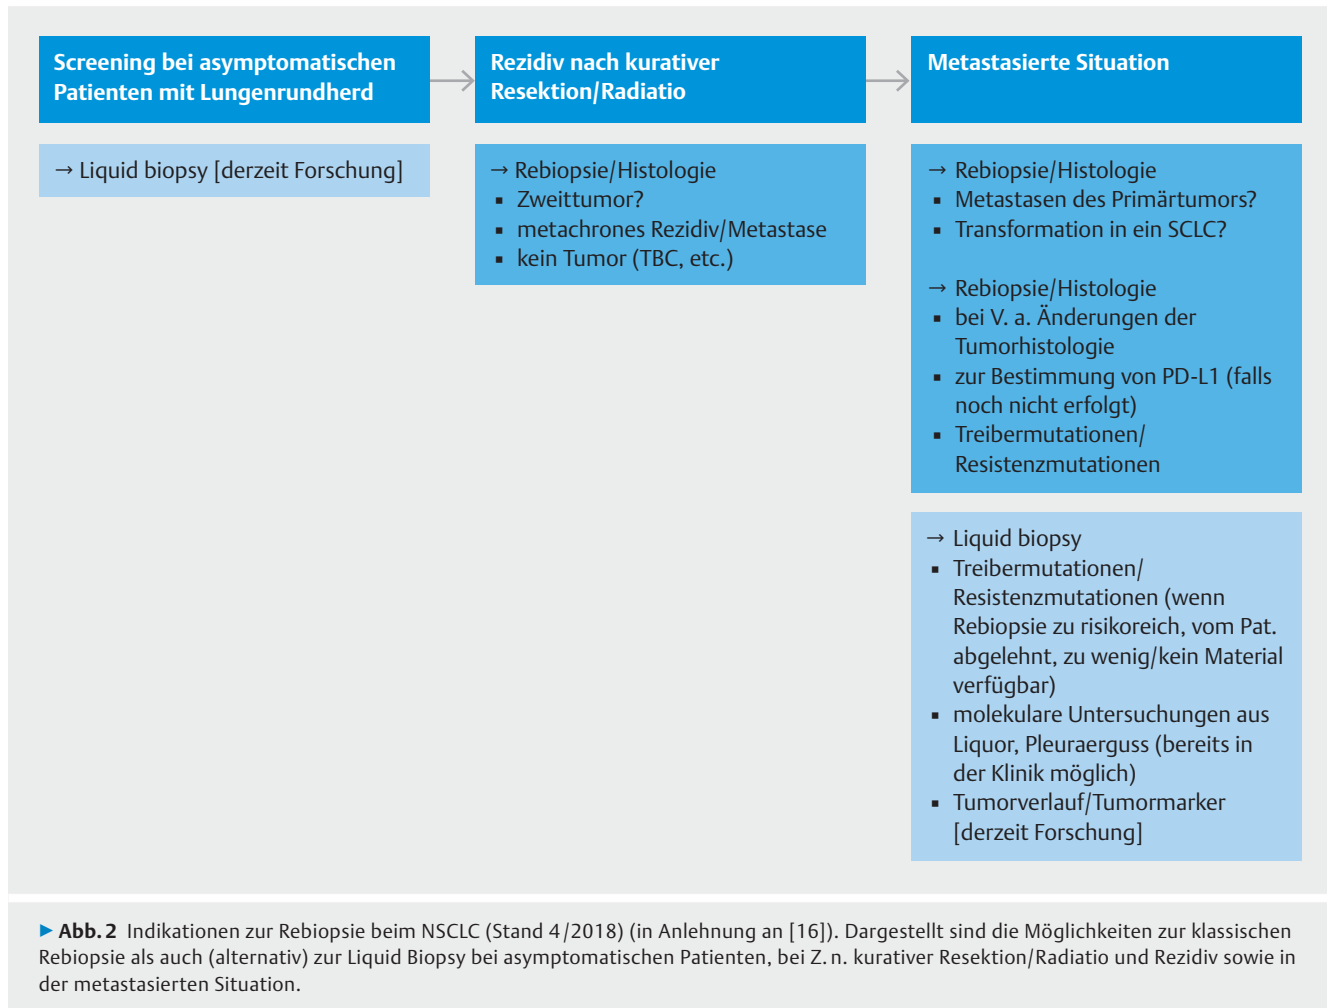 Screening bei asymptomatischen
Patienten mit Lungenrundherd
→ Liquid biopsy [derzeit Forschung]
Rezidiv nach kurativer
Resektion/Radiatio
→ Rebiopsie/Histologie
▪ Zweittumor?
▪ metachrones Rezidiv/Metastase
▪ kein Tumor (TBC, etc.)
Metastasierte Situation
→ Rebiopsie/Histologie
▪ Metastasen des Primärtumors?
▪ Transformation in ein SCLC?
→ Rebiopsie/Histologie
▪ bei V. a. Änderungen der
Tumorhistologie
▪ zur Bestimmung von PD-L1 (falls
noch nicht erfolgt)
▪ Treibermutationen/
Resistenzmutationen
→ Liquid biopsy
▪ Treibermutationen/
Resistenzmutationen (wenn
Rebiopsie zu risikoreich, vom Pat.
abgelehnt, zu wenig/kein Material
verfügbar)
▪ molekulare Untersuchungen aus
Liquor, Pleuraerguss (bereits in
der Klinik möglich)
▪ Tumorverlauf/Tumormarker
[derzeit Forschung]
▶ Abb. 2 Indikationen zur Rebiopsie beim NSCLC (Stand 4/2018) (in Anlehnung an [16]). Dargestellt sind die Möglichkeiten zur klassischen
Rebiopsie als auch (alternativ) zur Liquid Biopsy bei asymptomatischen Patienten, bei Z. n. kurativer Resektion/Radiatio und Rezidiv sowie in
der metastasierten Situation.